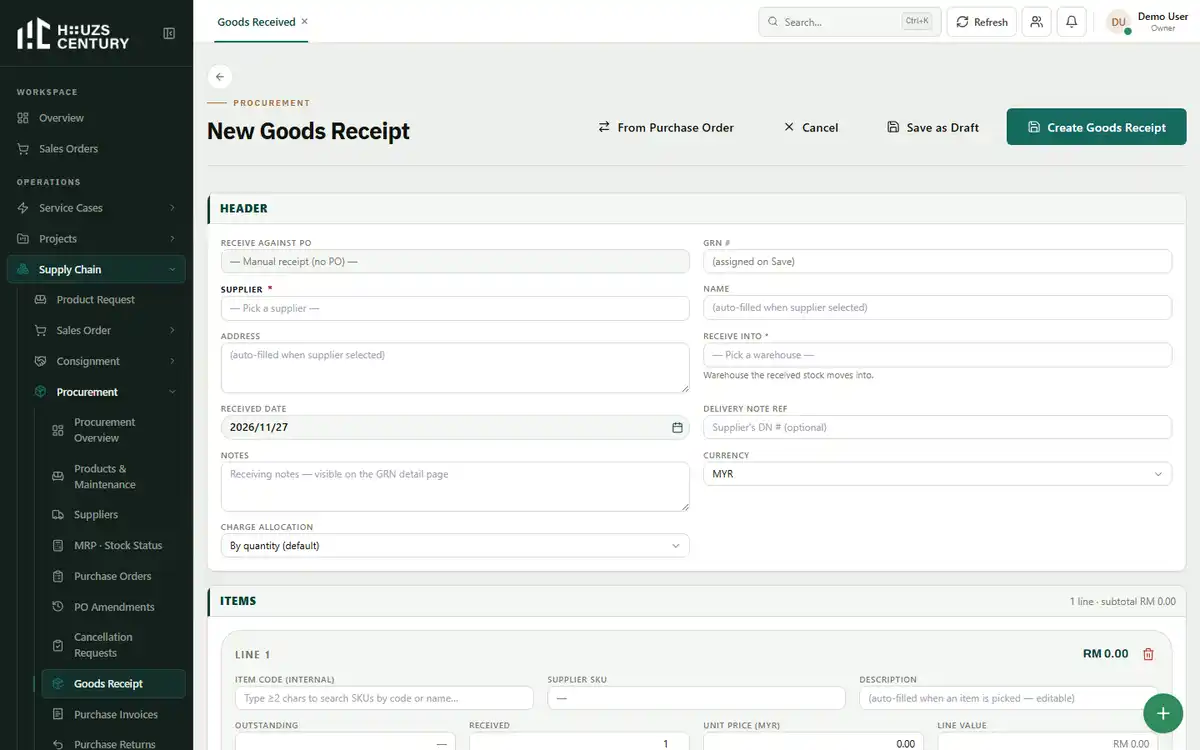 HOUZS
CENTURY
Goods Received ×
Search...
Ctrl+K
Refresh
DU
Demo User
Owner
WORKSPACE
Overview
Sales Orders
OPERATIONS
Service Cases
Projects
Supply Chain
Product Request
Sales Order
Consignment
Procurement
Procurement
Overview
Products &
Maintenance
Suppliers
MRP · Stock Status
Purchase Orders
PO Amendments
Cancellation
Requests
Goods Receipt
Purchase Invoices
Purchase Returns
PROCUREMENT
New Goods Receipt
From Purchase Order
Cancel
Save as Draft
Create Goods Receipt
HEADER
RECEIVE AGAINST PO
— Manual receipt (no PO) —
GRN #
(assigned on Save)
SUPPLIER *
— Pick a supplier —
NAME
(auto-filled when supplier selected)
ADDRESS
(auto-filled when supplier selected)
RECEIVE INTO *
— Pick a warehouse —
Warehouse the received stock moves into.
RECEIVED DATE
2026/11/27
DELIVERY NOTE REF
Supplier's DN # (optional)
NOTES
Receiving notes — visible on the GRN detail page
CURRENCY
MYR
CHARGE ALLOCATION
By quantity (default)
ITEMS
1 line · subtotal RM 0.00
LINE 1
RM 0.00
ITEM CODE (INTERNAL)
Type ≥2 chars to search SKUs by code or name...
SUPPLIER SKU
—
DESCRIPTION
(auto-filled when an item is picked — editable)
OUTSTANDING
—
RECEIVED
1
UNIT PRICE (MYR)
0.00
LINE VALUE
RM 0.00